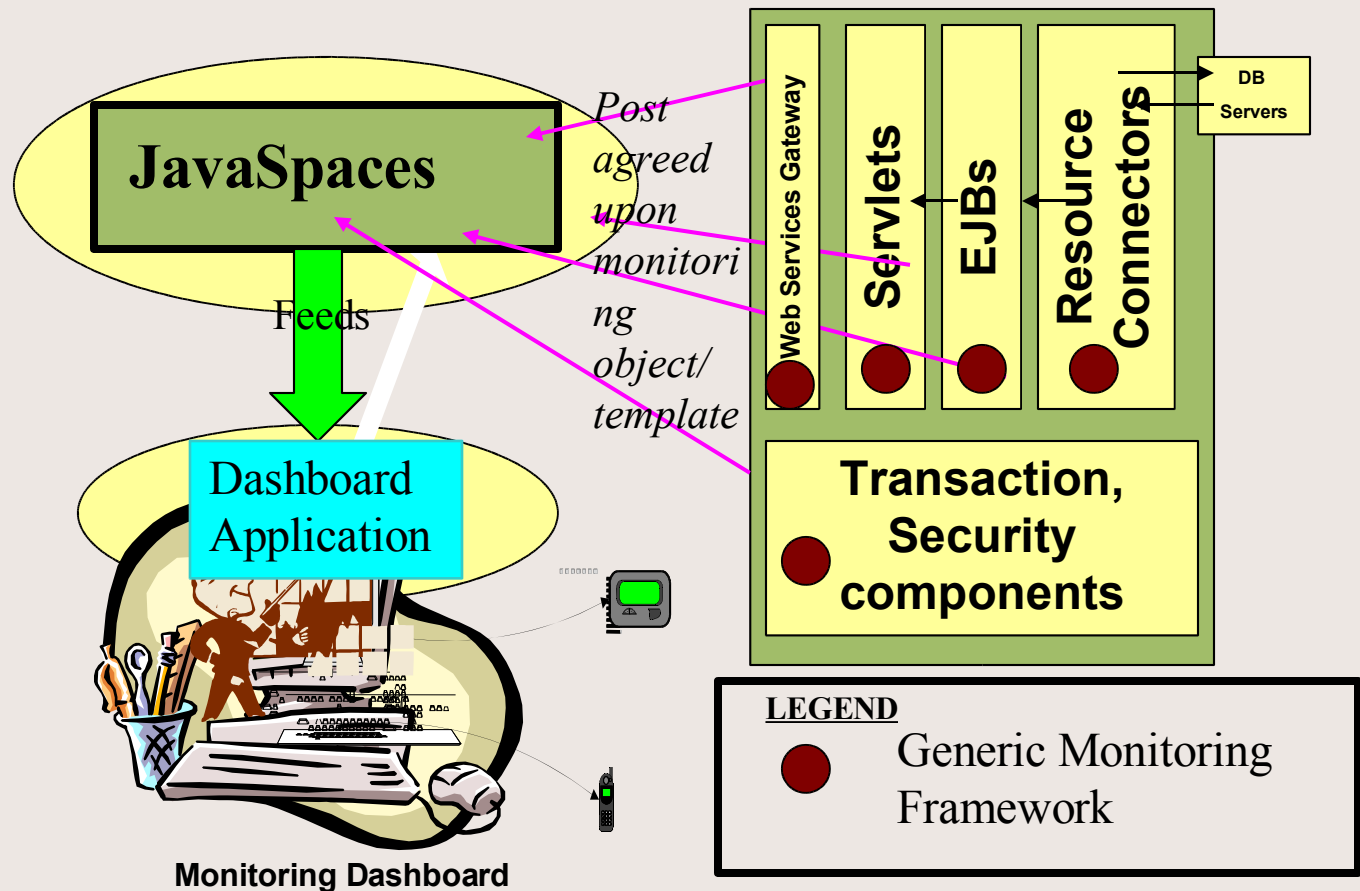 JavaSpaces
Feeds
Post
agreed
upon
monitori
ng
object/
template
Web Services Gateway
Servlets
EJBs
Resource
Connectors
DB
Servers
Transaction,
Security
components
Dashboard
Application
Monitoring Dashboard
LEGEND
Generic Monitoring
Framework